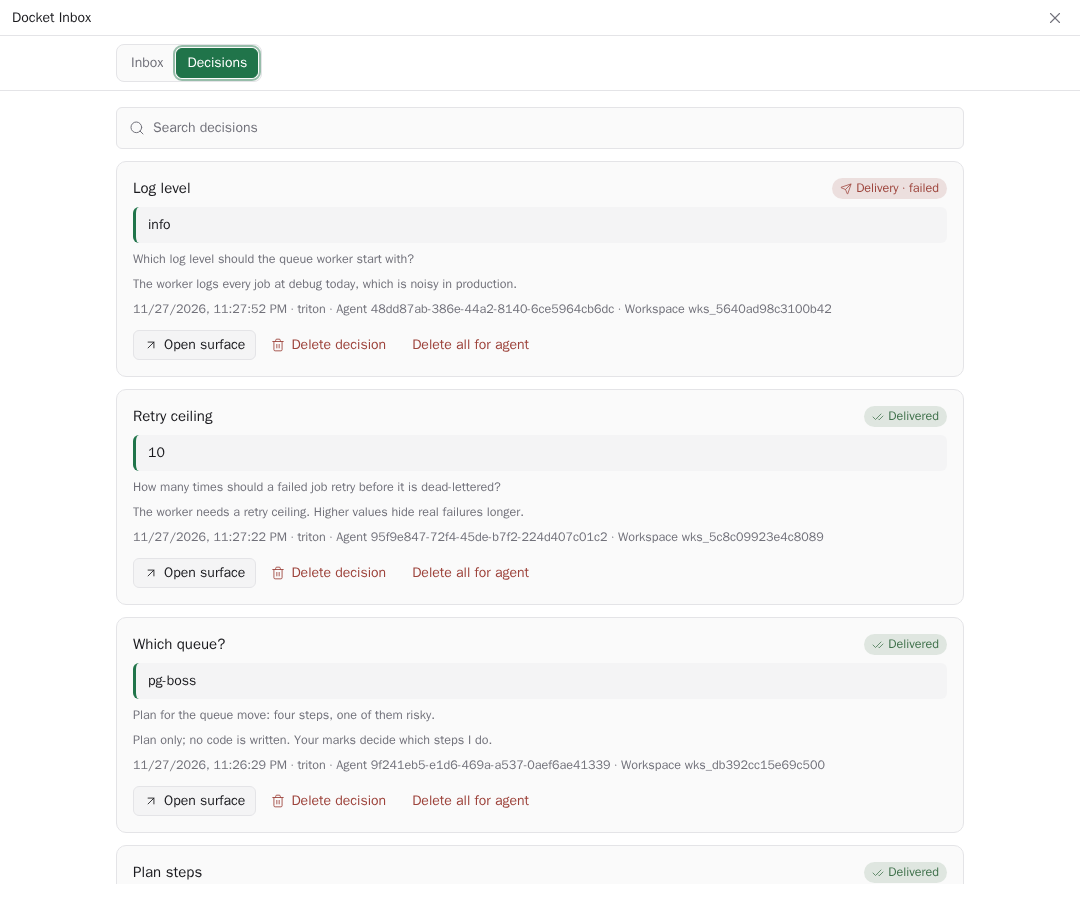 Docket Inbox
Inbox
Decisions
Search decisions
Log level
Delivery · failed
info
Which log level should the queue worker start with?
The worker logs every job at debug today, which is noisy in production.
11/27/2026, 11:27:52 PM · triton · Agent 48dd87ab-386e-44a2-8140-6ce5964cb6dc · Workspace wks_5640ad98c3100b42
Open surface
Delete decision
Delete all for agent
Retry ceiling
Delivered
10
How many times should a failed job retry before it is dead-lettered?
The worker needs a retry ceiling. Higher values hide real failures longer.
11/27/2026, 11:27:22 PM · triton · Agent 95f9e847-72f4-45de-b7f2-224d407c01c2 · Workspace wks_5c8c09923e4c8089
Open surface
Delete decision
Delete all for agent
Which queue?
Delivered
pg-boss
Plan for the queue move: four steps, one of them risky.
Plan only; no code is written. Your marks decide which steps I do.
11/27/2026, 11:26:29 PM · triton · Agent 9f241eb5-e1d6-469a-a537-0aef6ae41339 · Workspace wks_db392cc15e69c500
Open surface
Delete decision
Delete all for agent
Plan steps
Delivered